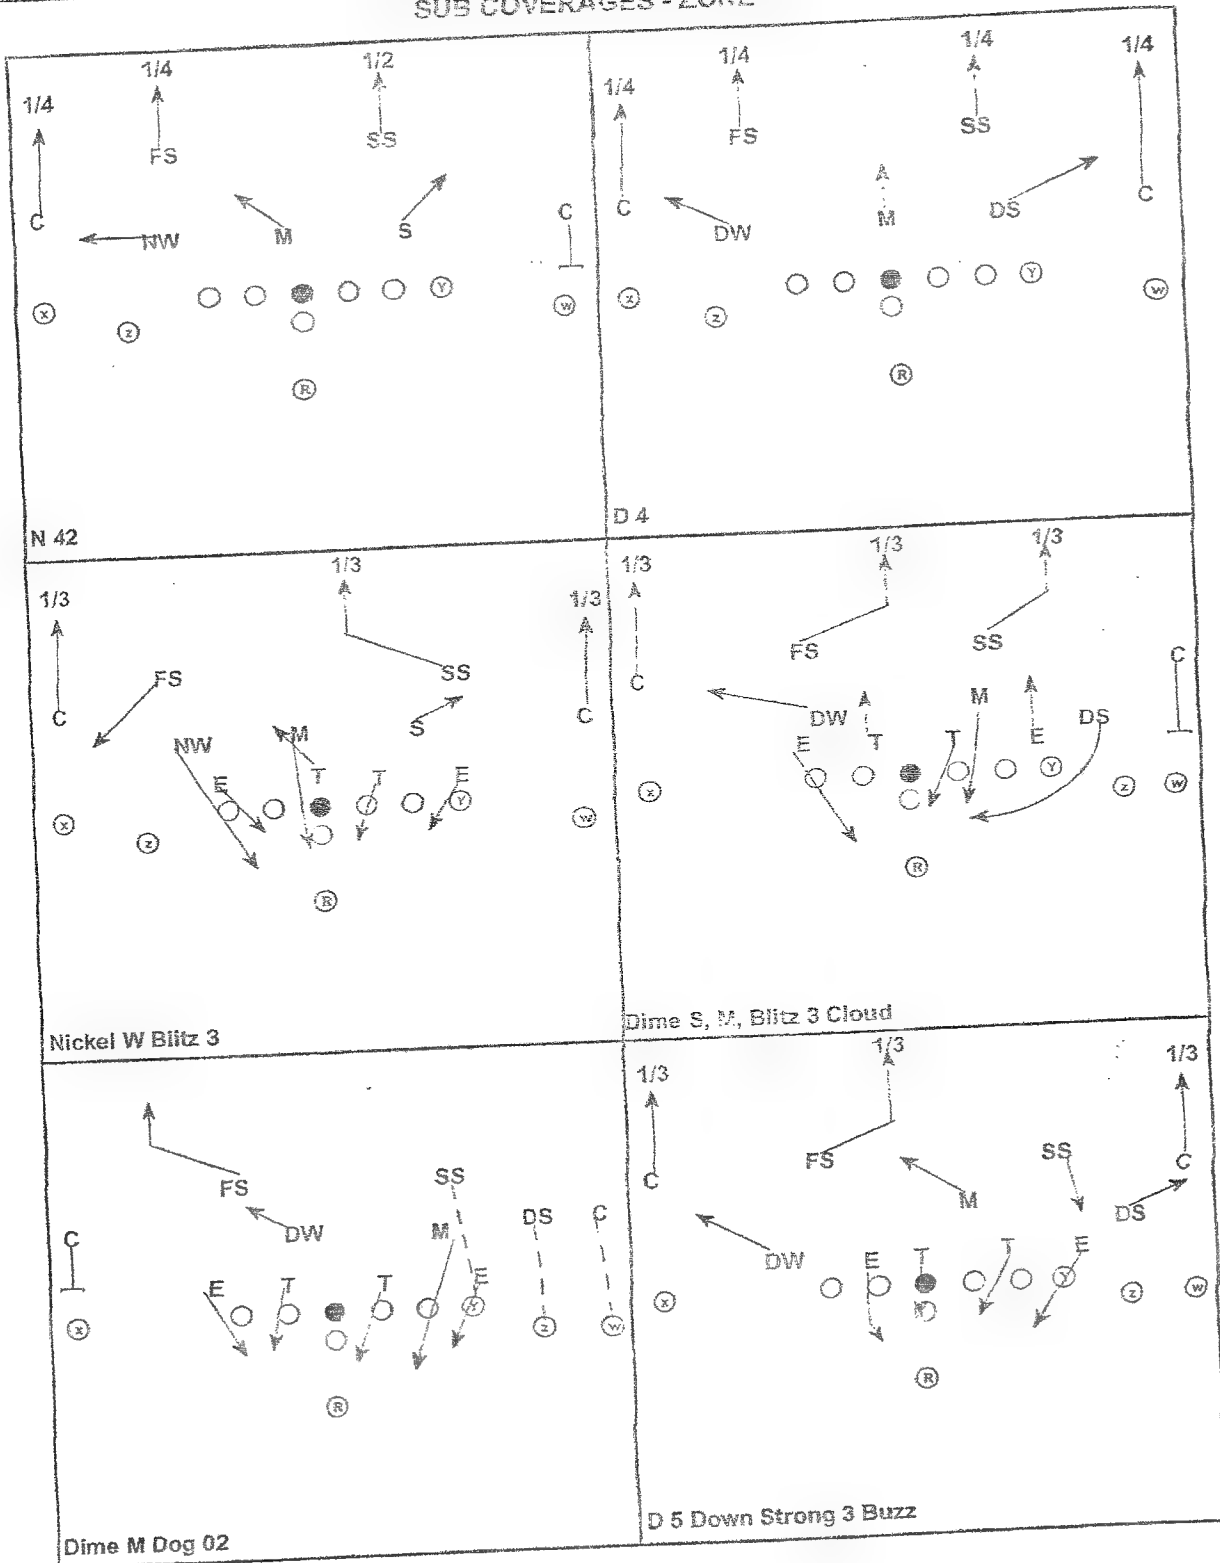 SUB COVERAGES - ZONE
1/4 1/4 1/2
FS SS
C NW M S C
x z Y w
R
N 42
1/4 1/4 1/4 1/4
FS SS
C DW M DS C
x z Y w
R
D 4
1/3 1/3 1/3
FS SS
C NW M S C
E T T E
x z Y w
R
Nickel W Blitz 3
1/3 1/3 1/3
FS SS
C DW M DS C
E T T E
x Y z w
R
Dime S, M, Blitz 3 Cloud
FS SS
C DW M DS C
E T T E
x Y z w
R
Dime M Dog 02
1/3 1/3 1/3
FS SS
C M DS C
DW E T T E
x Y z w
R
D 5 Down Strong 3 Buzz